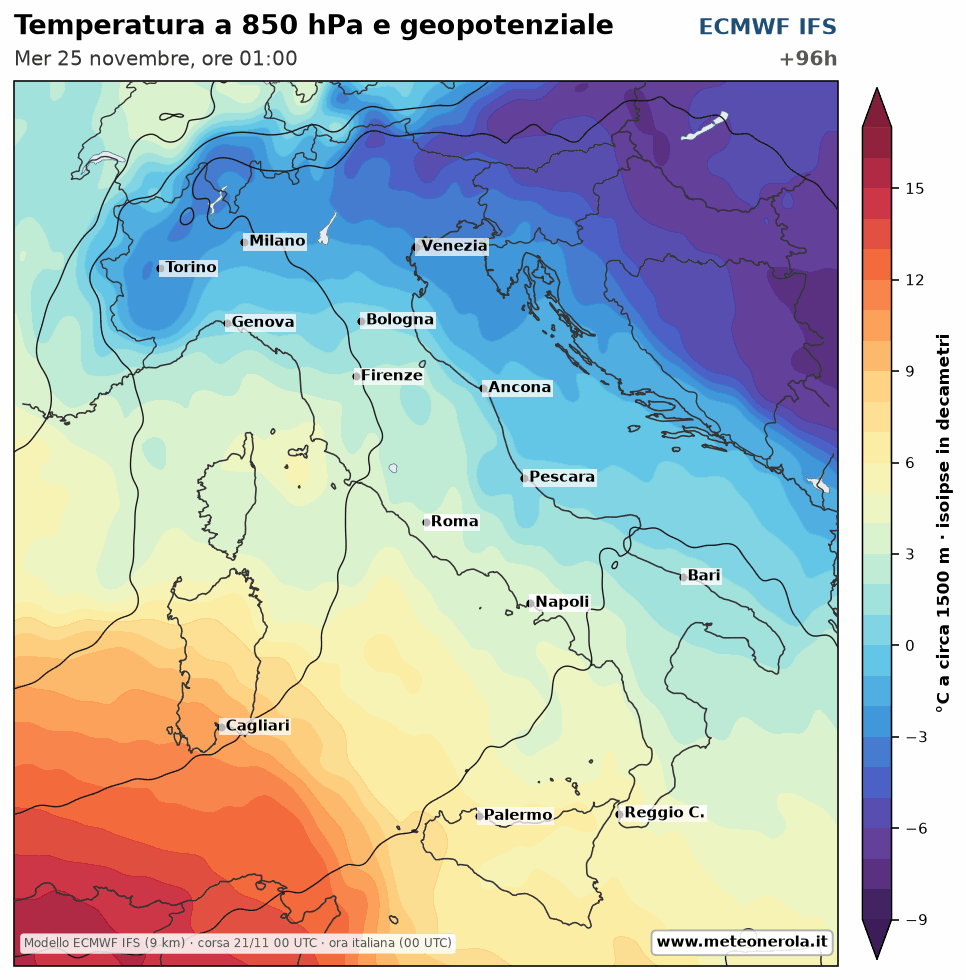 Temperatura a 850 hPa e geopotenziale
ECMWF IFS
Mer 25 novembre, ore 01:00
+96h
Milano
Venezia
Torino
Genova
Bologna
Firenze
Ancona
Pescara
Roma
Bari
Napoli
Cagliari
Palermo
Reggio C.
15
12
9
6
3
0
−3
−6
−9
°C a circa 1500 m · isoipse in decametri
Modello ECMWF IFS (9 km) · corsa 21/11 00 UTC · ora italiana (00 UTC)
www.meteonerola.it